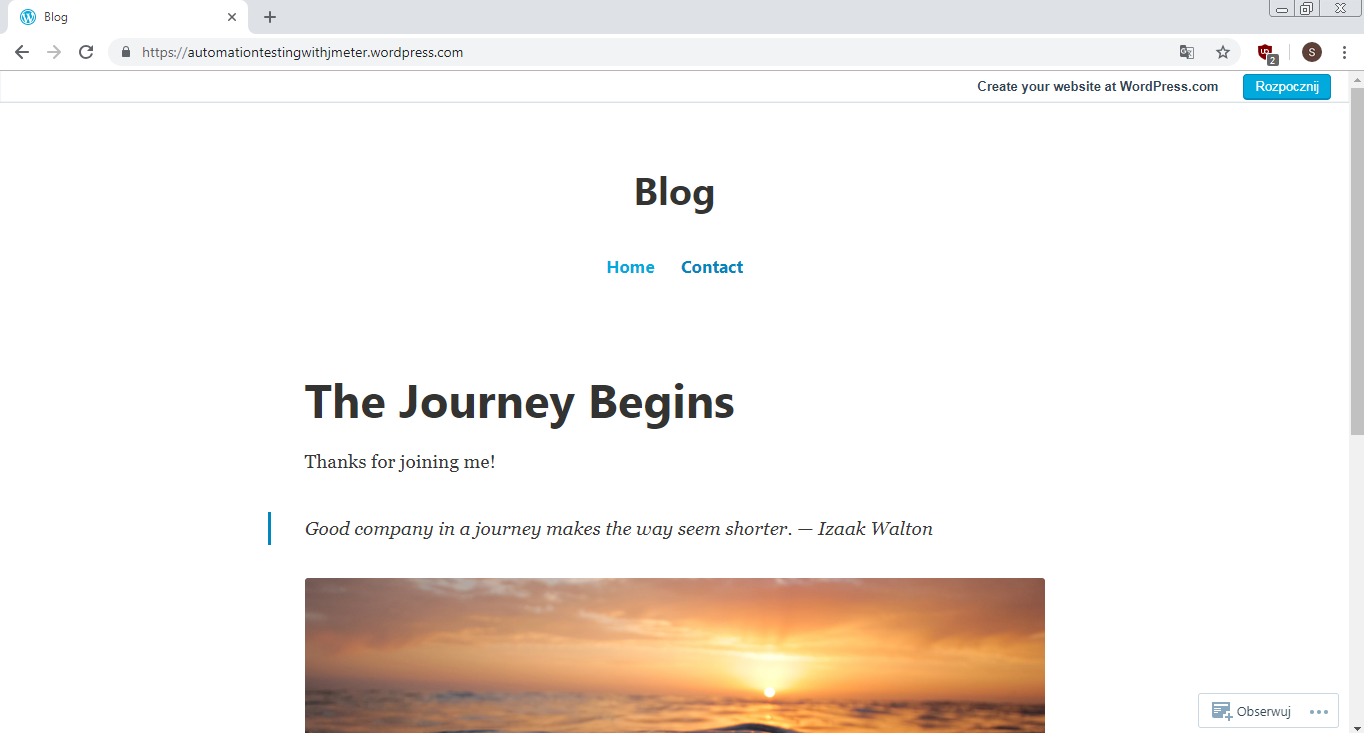 Blog
https://automationtestingwithjmeter.wordpress.com
2
S
Create your website at WordPress.com
Rozpocznij
Blog
Home Contact
The Journey Begins
Thanks for joining me!
Good company in a journey makes the way seem shorter. — Izaak Walton
Obserwuj